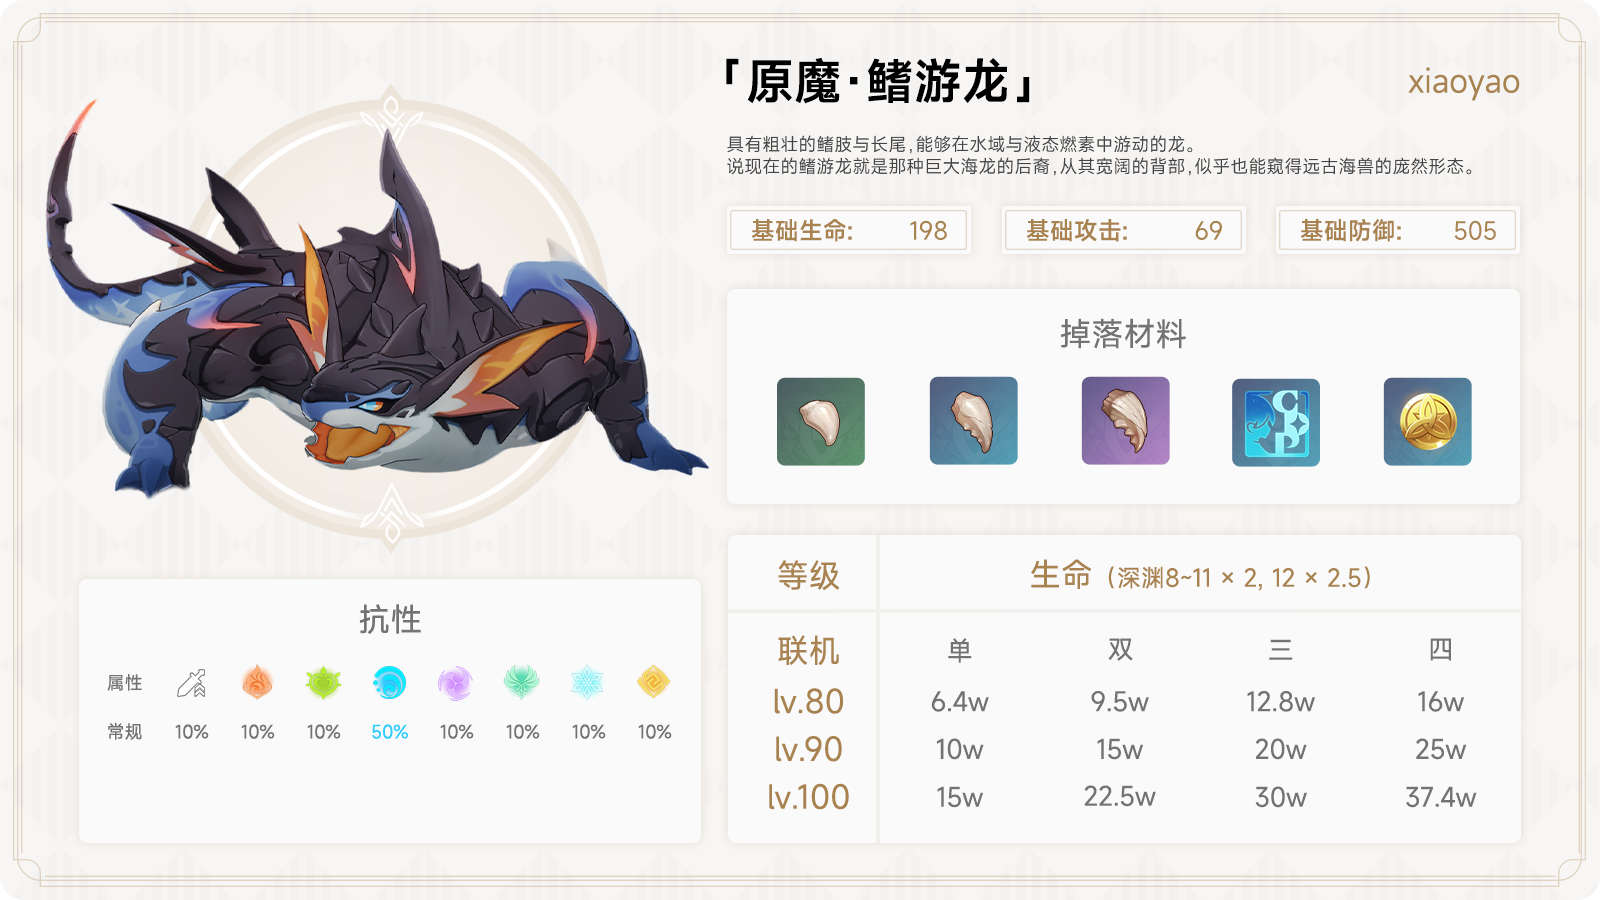 「原魔·鳍游龙」
xiaoyao
具有粗壮的鳍肢与长尾,能够在水域与液态燃素中游动的龙。
说现在的鳍游龙就是那种巨大海龙的后裔,从其宽阔的背部,似乎也能窥得远古海兽的庞然形态。
基础生命: 198
基础攻击: 69
基础防御: 505
掉落材料
CRP
等级 生命 (深渊8~11 × 2, 12 × 2.5)
联机 单 双 三 四
lv.80 6.4w 9.5w 12.8w 16w
lv.90 10w 15w 20w 25w
lv.100 15w 22.5w 30w 37.4w
抗性
属性
常规 10% 10% 10% 50% 10% 10% 10% 10%